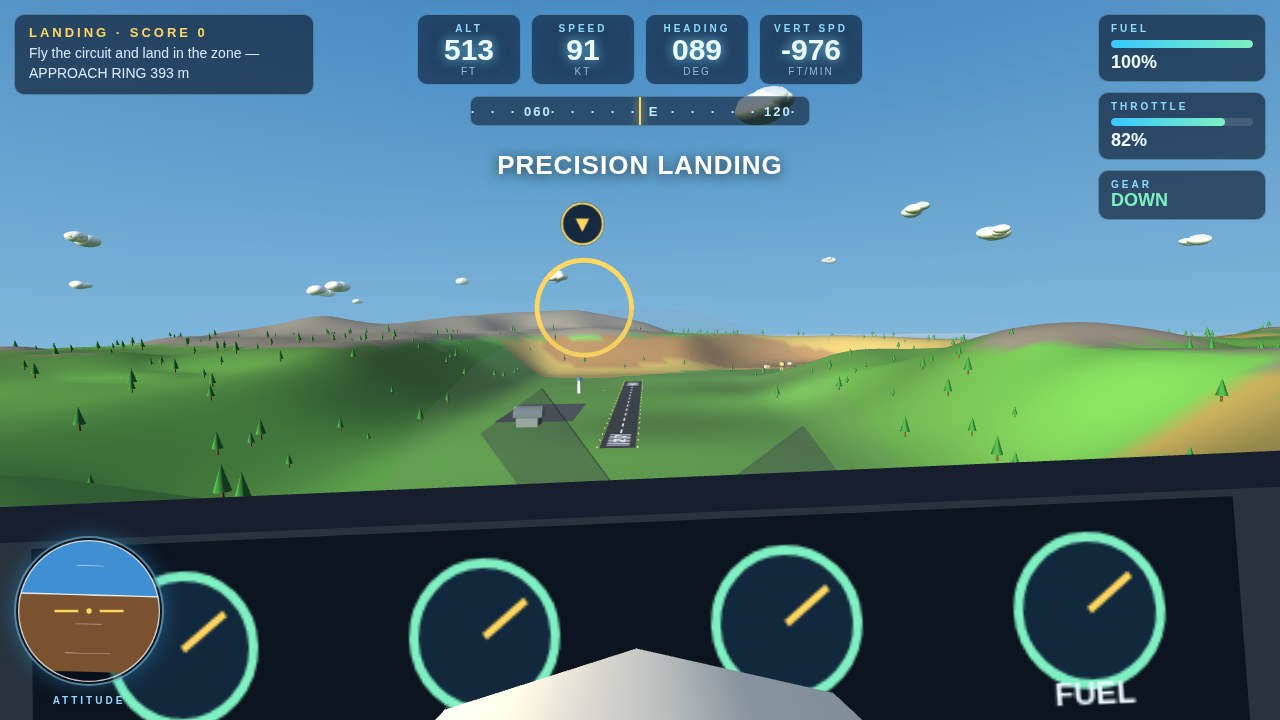 LANDING · SCORE 0
Fly the circuit and land in the zone —
APPROACH RING 393 m
ALT
513
FT
SPEED
91
KT
HEADING
089
DEG
VERT SPD
-976
FT/MIN
060 E 120
FUEL
100%
THROTTLE
82%
GEAR
DOWN
PRECISION LANDING
ATTITUDE
FUEL